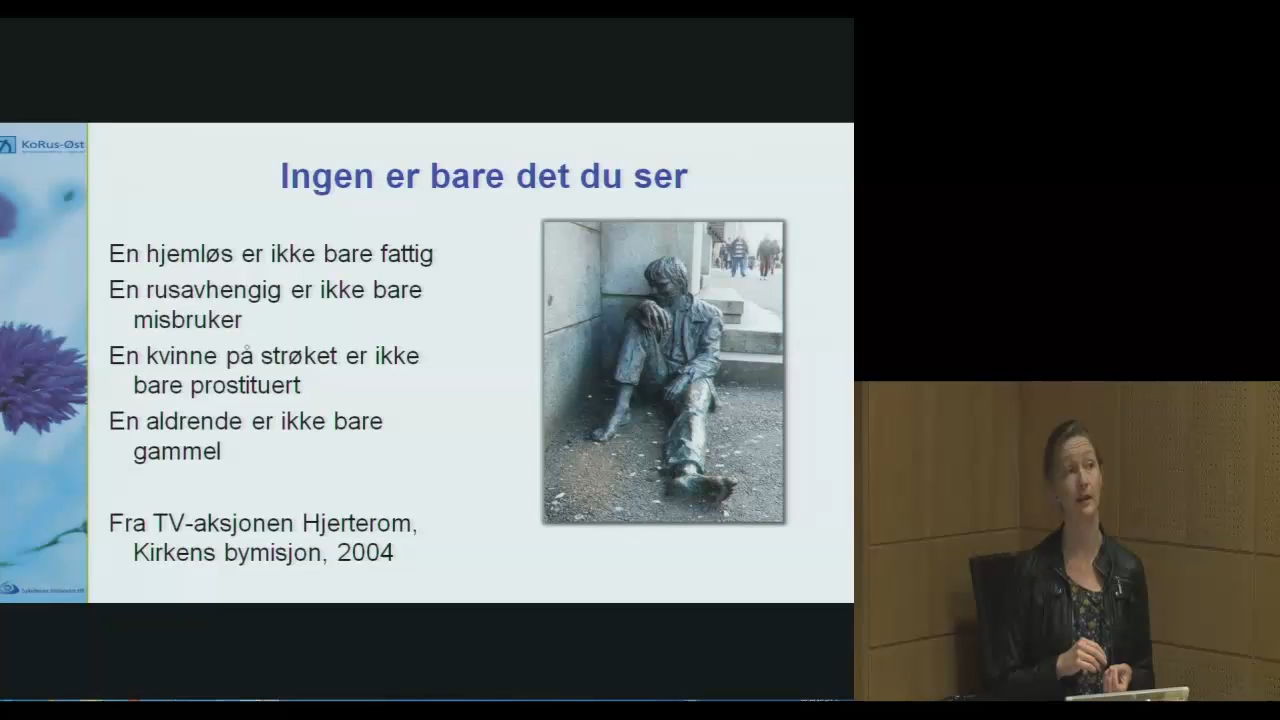 KoRus-Øst
Ingen er bare det du ser
En hjemløs er ikke bare fattig
En rusavhengig er ikke bare
misbruker
En kvinne på strøket er ikke
bare prostituert
En aldrende er ikke bare
gammel
Fra TV-aksjonen Hjerterom,
Kirkens bymisjon, 2004